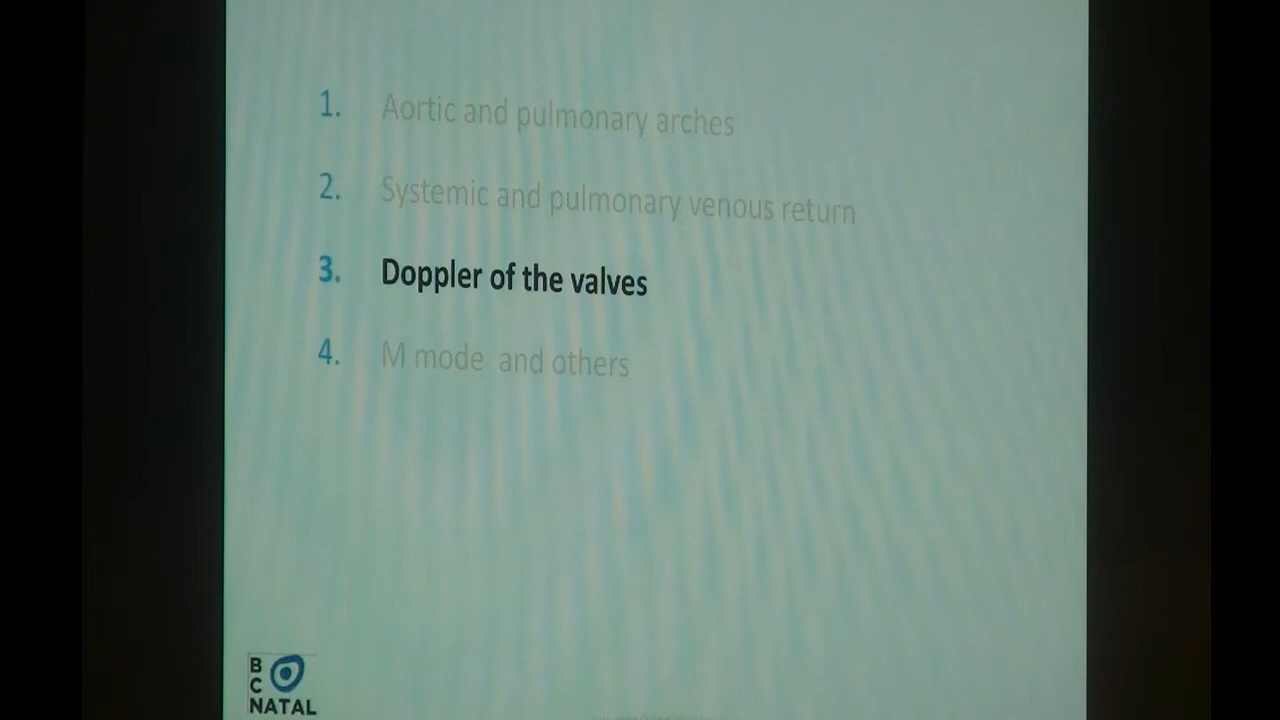 1. Aortic and pulmonary arches
2. Systemic and pulmonary venous return
3. Doppler of the valves
4. M mode and others
B
C
NATAL